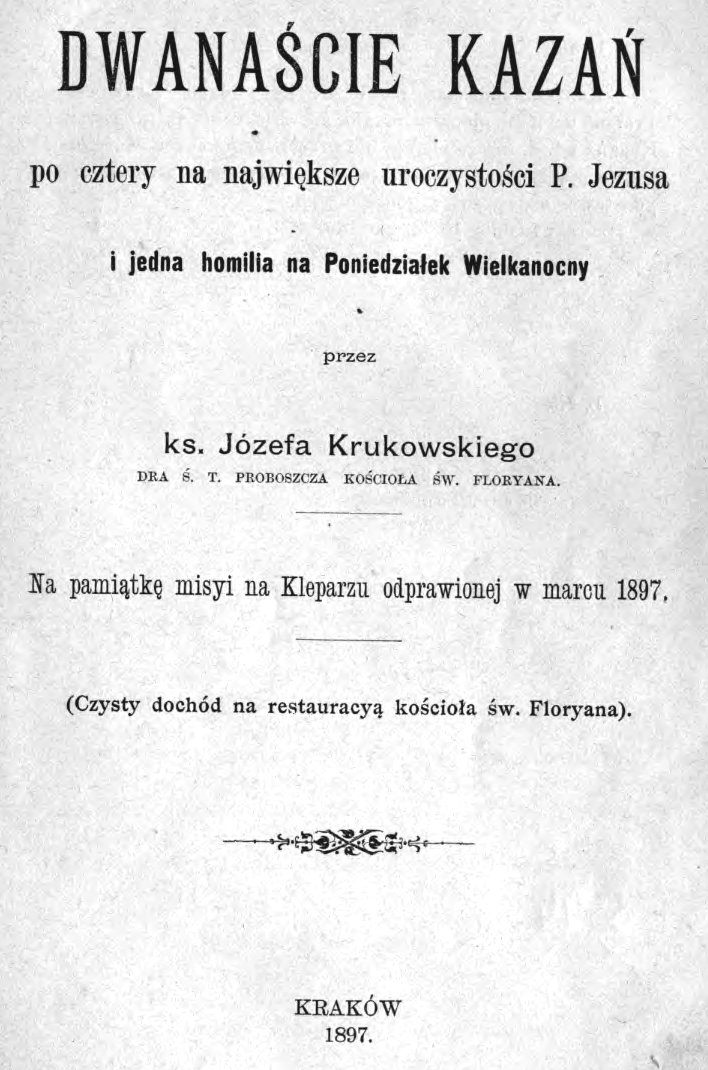 DWANAŚCIE KAZAŃ
po cztery na największe uroczystości P. Jezusa
i jedna homilia na Poniedziałek Wielkanocny
przez
ks. Józefa Krukowskiego
DRA Ś. T. PROBOSZCZA KOŚCIOŁA ŚW. FLORYANA.
Na pamiątkę misyi na Kleparzu odprawionej w marcu 1897.
(Czysty dochód na restauracyą kościoła św. Floryana).
KRAKÓW
1897.